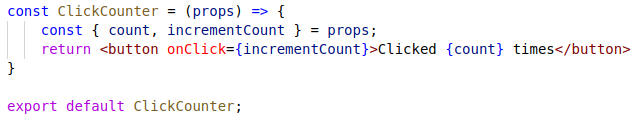 const ClickCounter = (props) => {
    const { count, incrementCount } = props;
    return <button onClick={incrementCount}>Clicked {count} times</button>
}

export default ClickCounter;